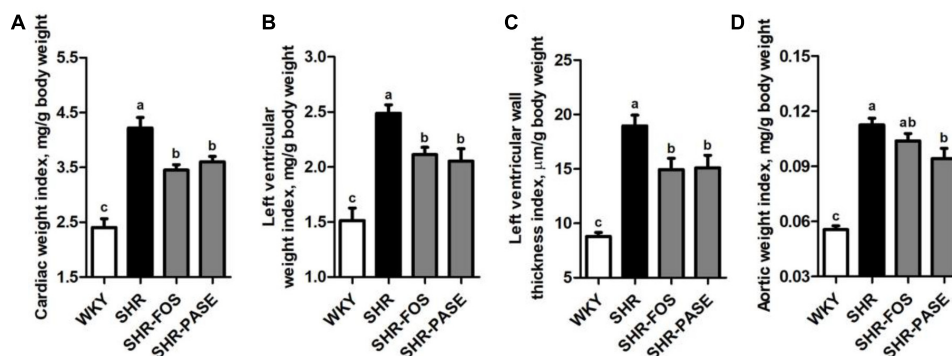 A
Cardiac weight index, mg/g body weight
5.5
4.5
3.5
2.5
1.5
c
a
b
b
WKY
SHR
SHR-FOS
SHR-PASE
B
Left ventricular
weight index, mg/g body weight
3.0
2.5
2.0
1.5
1.0
c
a
b
b
WKY
SHR
SHR-FOS
SHR-PASE
C
Left ventricular wall
thickness index, μm/g body weight
25
20
15
10
5
c
a
b
b
WKY
SHR
SHR-FOS
SHR-PASE
D
Aortic weight index, mg/g body weight
0.15
0.12
0.09
0.06
0.03
c
a
ab
b
WKY
SHR
SHR-FOS
SHR-PASE